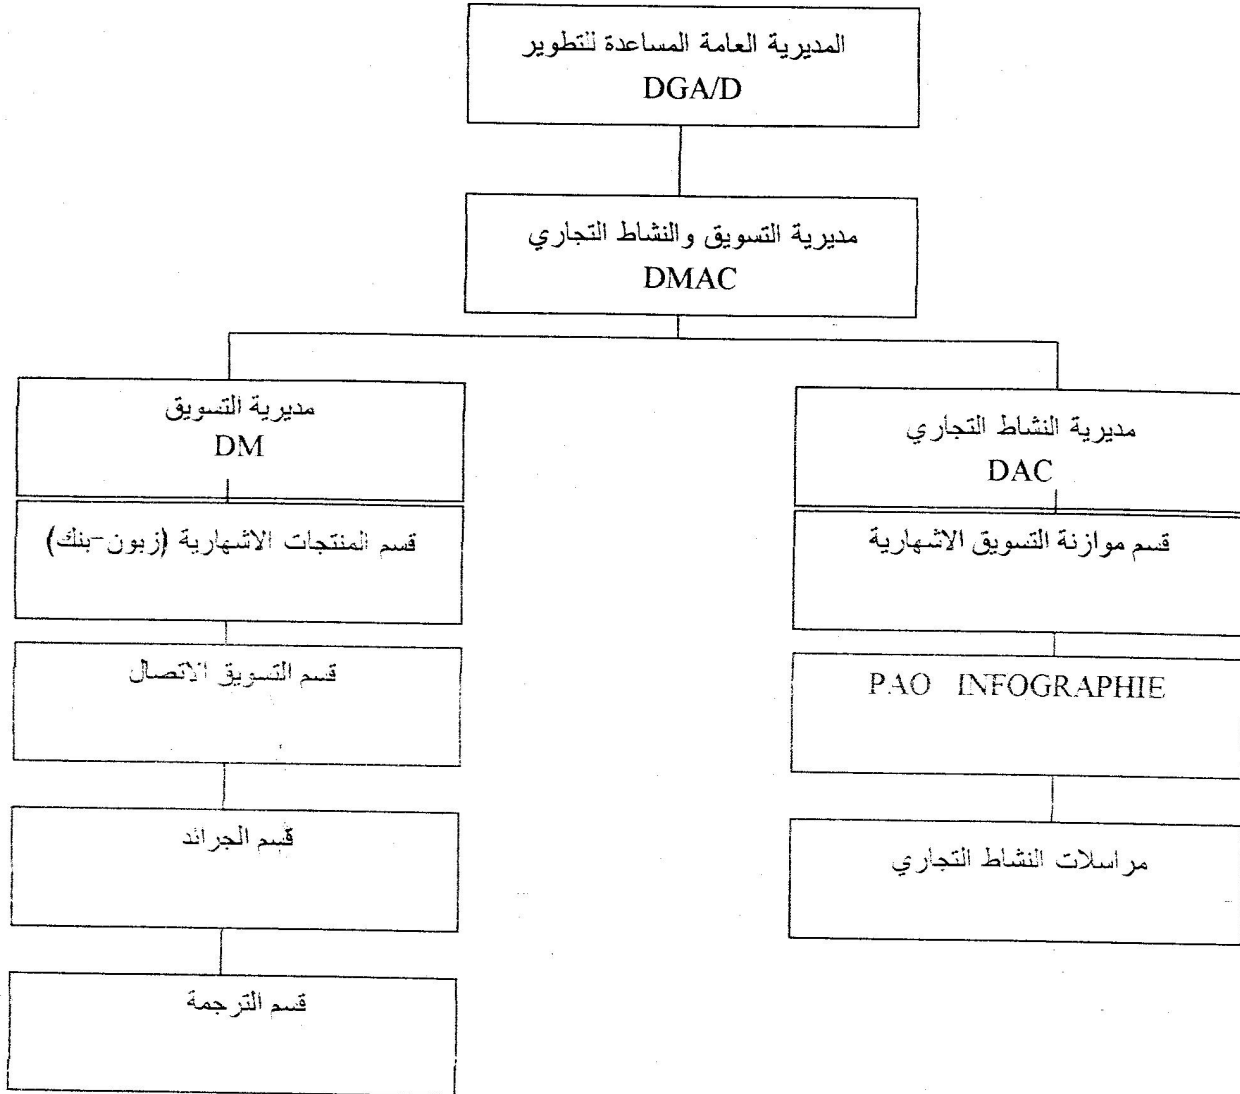 المديرية العامة المساعدة للتطوير
DGA/D
مديرية التسويق والنشاط التجاري
DMAC
مديرية النشاط التجاري
DAC
قسم موازنة التسويق الاشهارية
PAO INFOGRAPHIE
مراسلات النشاط التجاري
مديرية التسويق
DM
قسم المنتجات الاشهارية (زبون-بنك)
قسم التسويق الاتصال
قسم الجرائد
قسم الترجمة